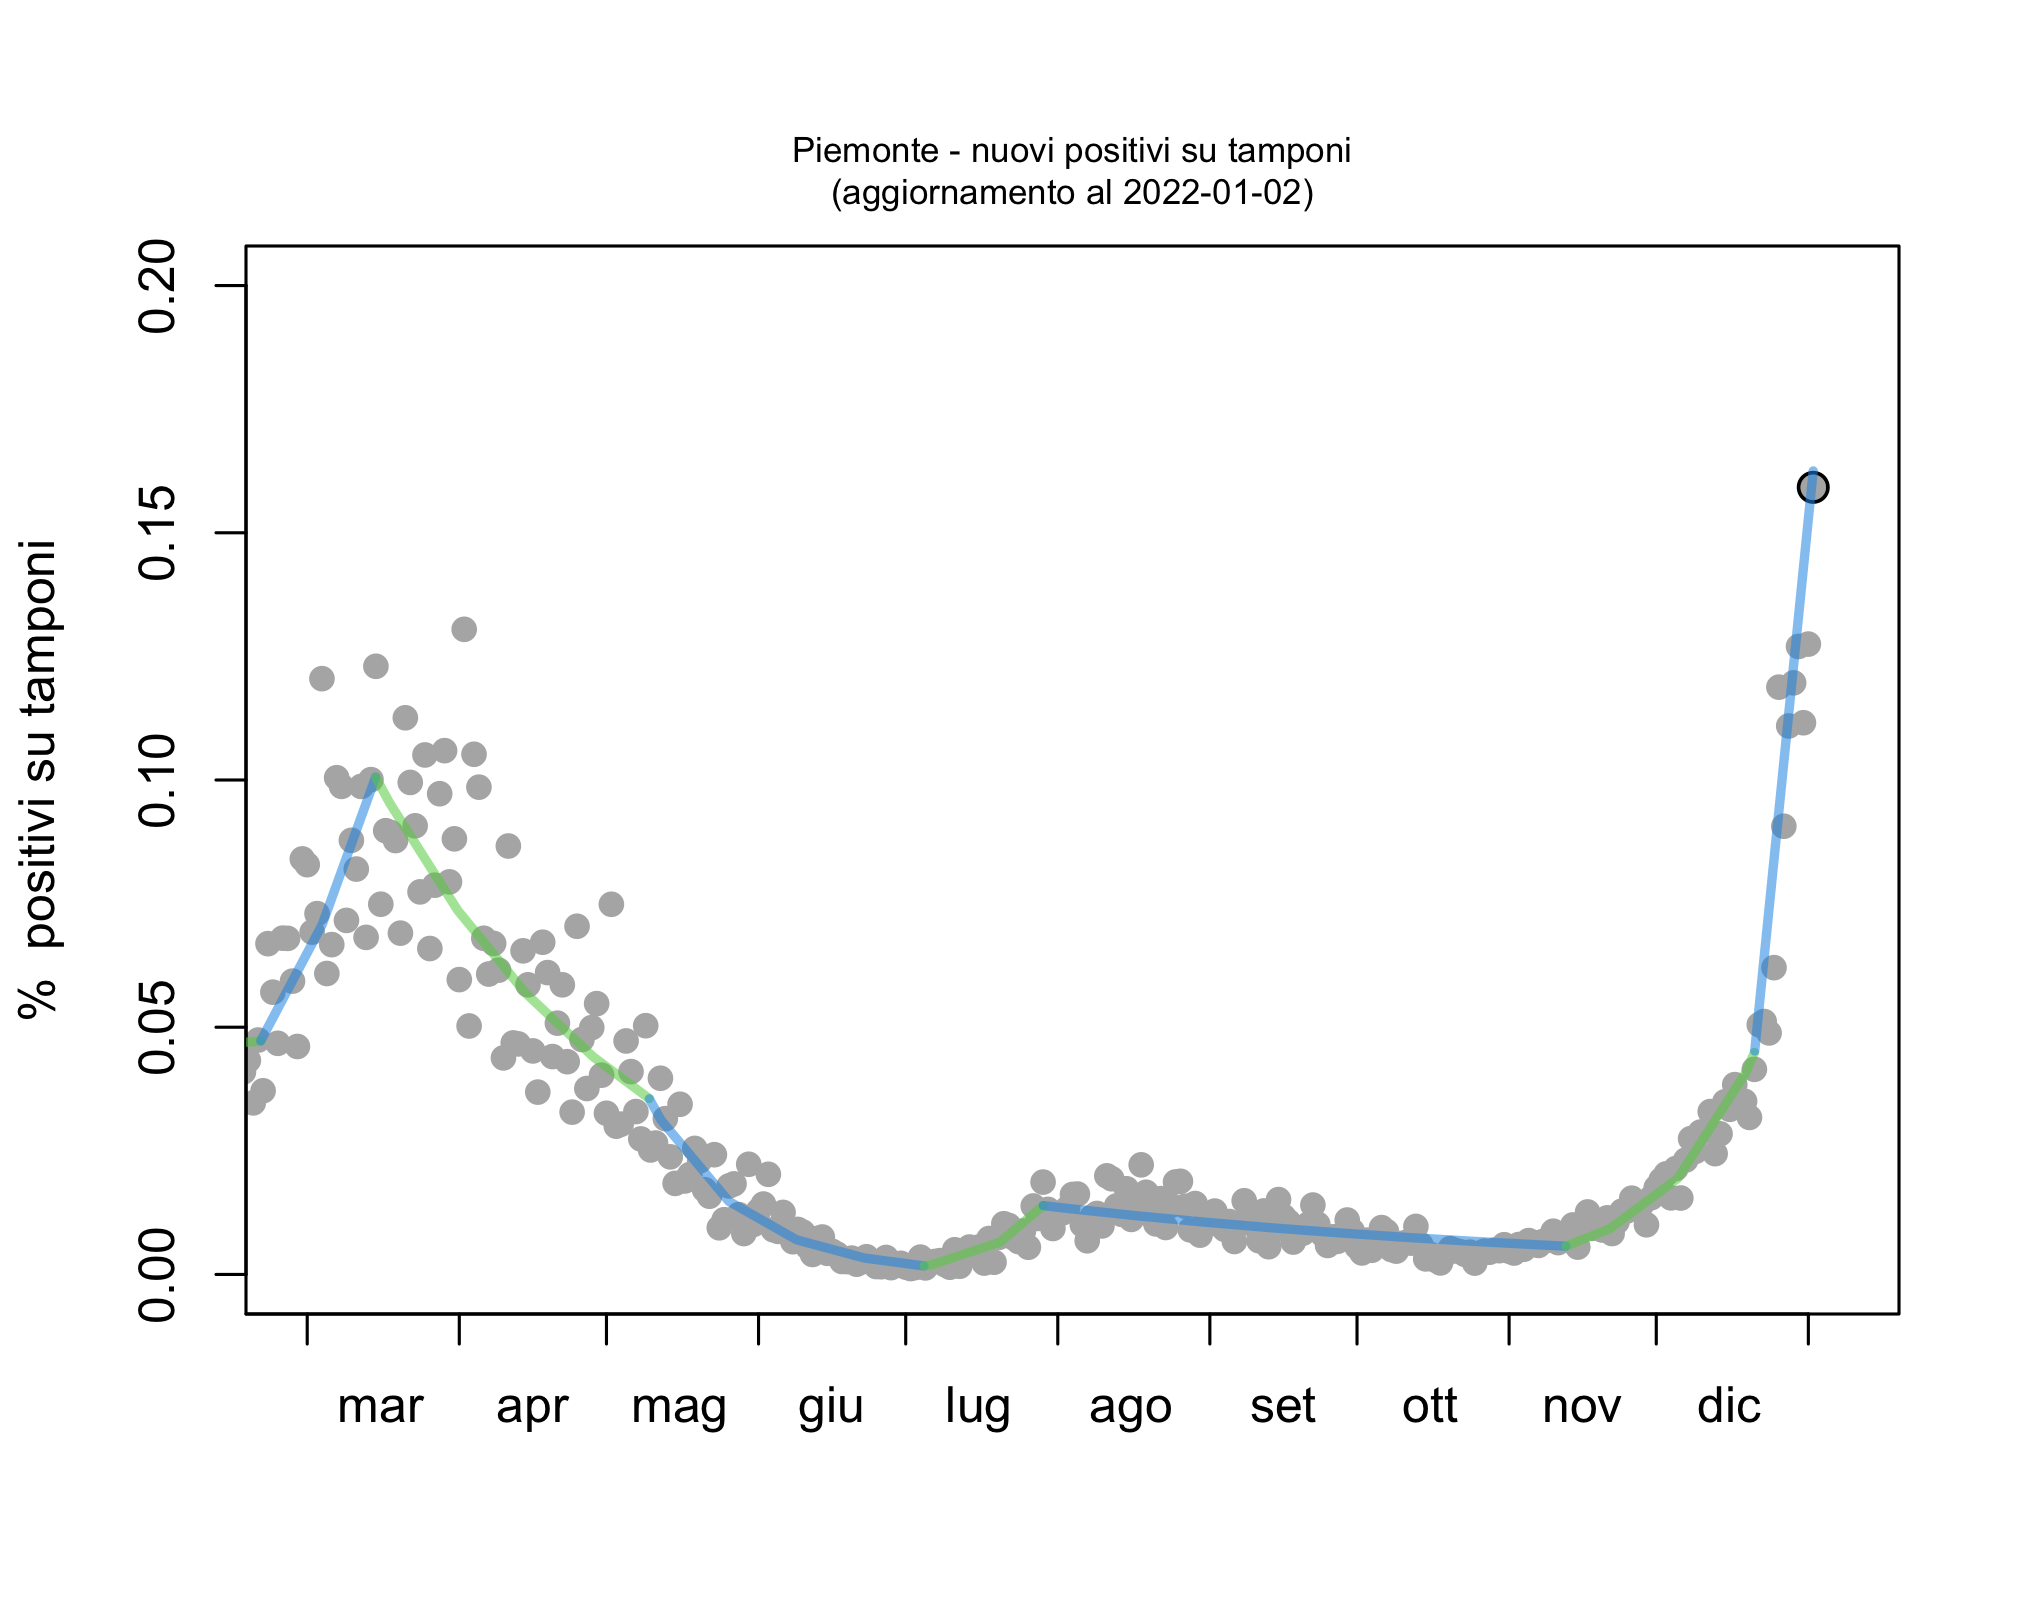 Piemonte - nuovi positivi su tamponi
(aggiornamento al 2022-01-02)
% positivi su tamponi
0.20
0.15
0.10
0.05
0.00
mar apr mag giu lug ago set ott nov dic